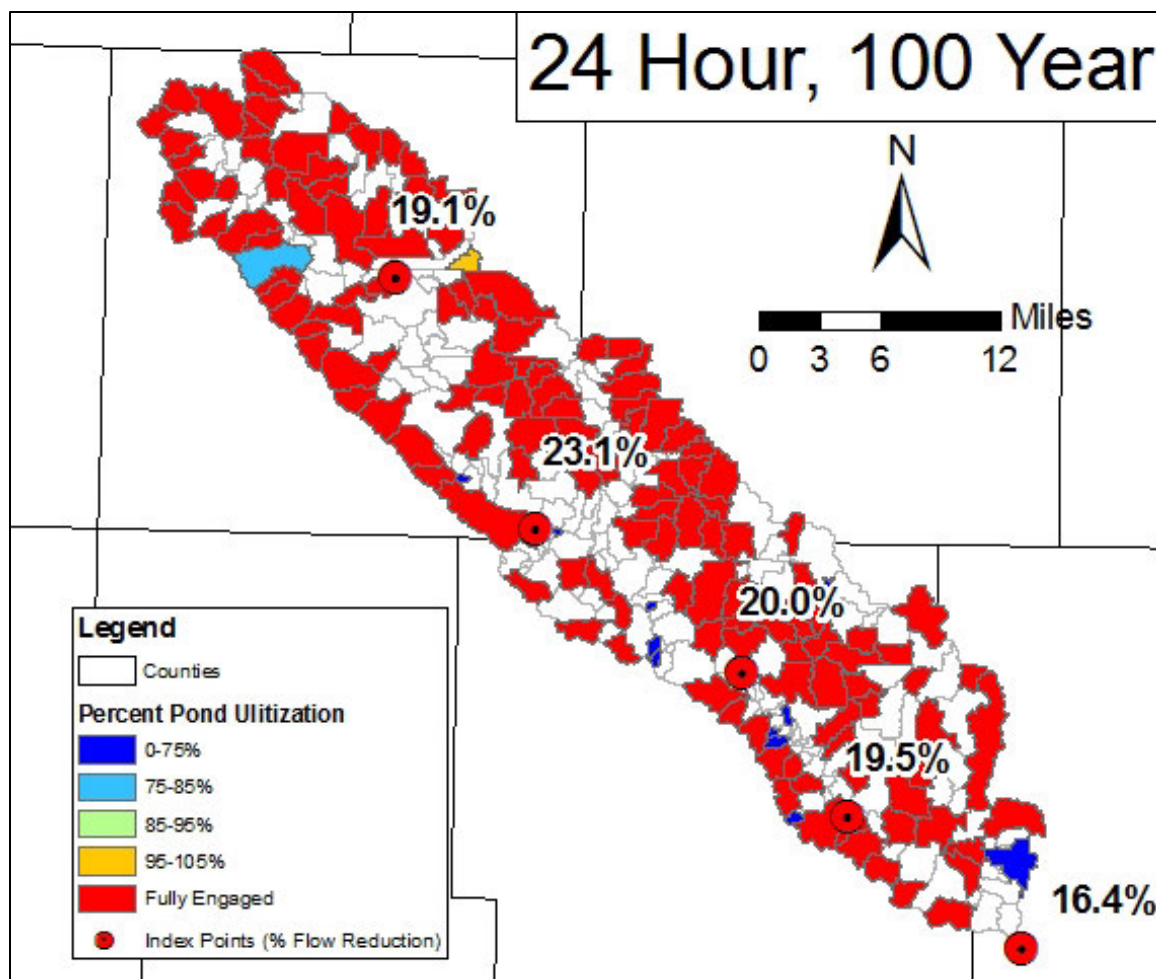 24 Hour, 100 Year
N
Miles
0 3 6 12
19.1%
23.1%
20.0%
19.5%
16.4%
Legend
Counties
Percent Pond Ulitization
0-75%
75-85%
85-95%
95-105%
Fully Engaged
Index Points (% Flow Reduction)